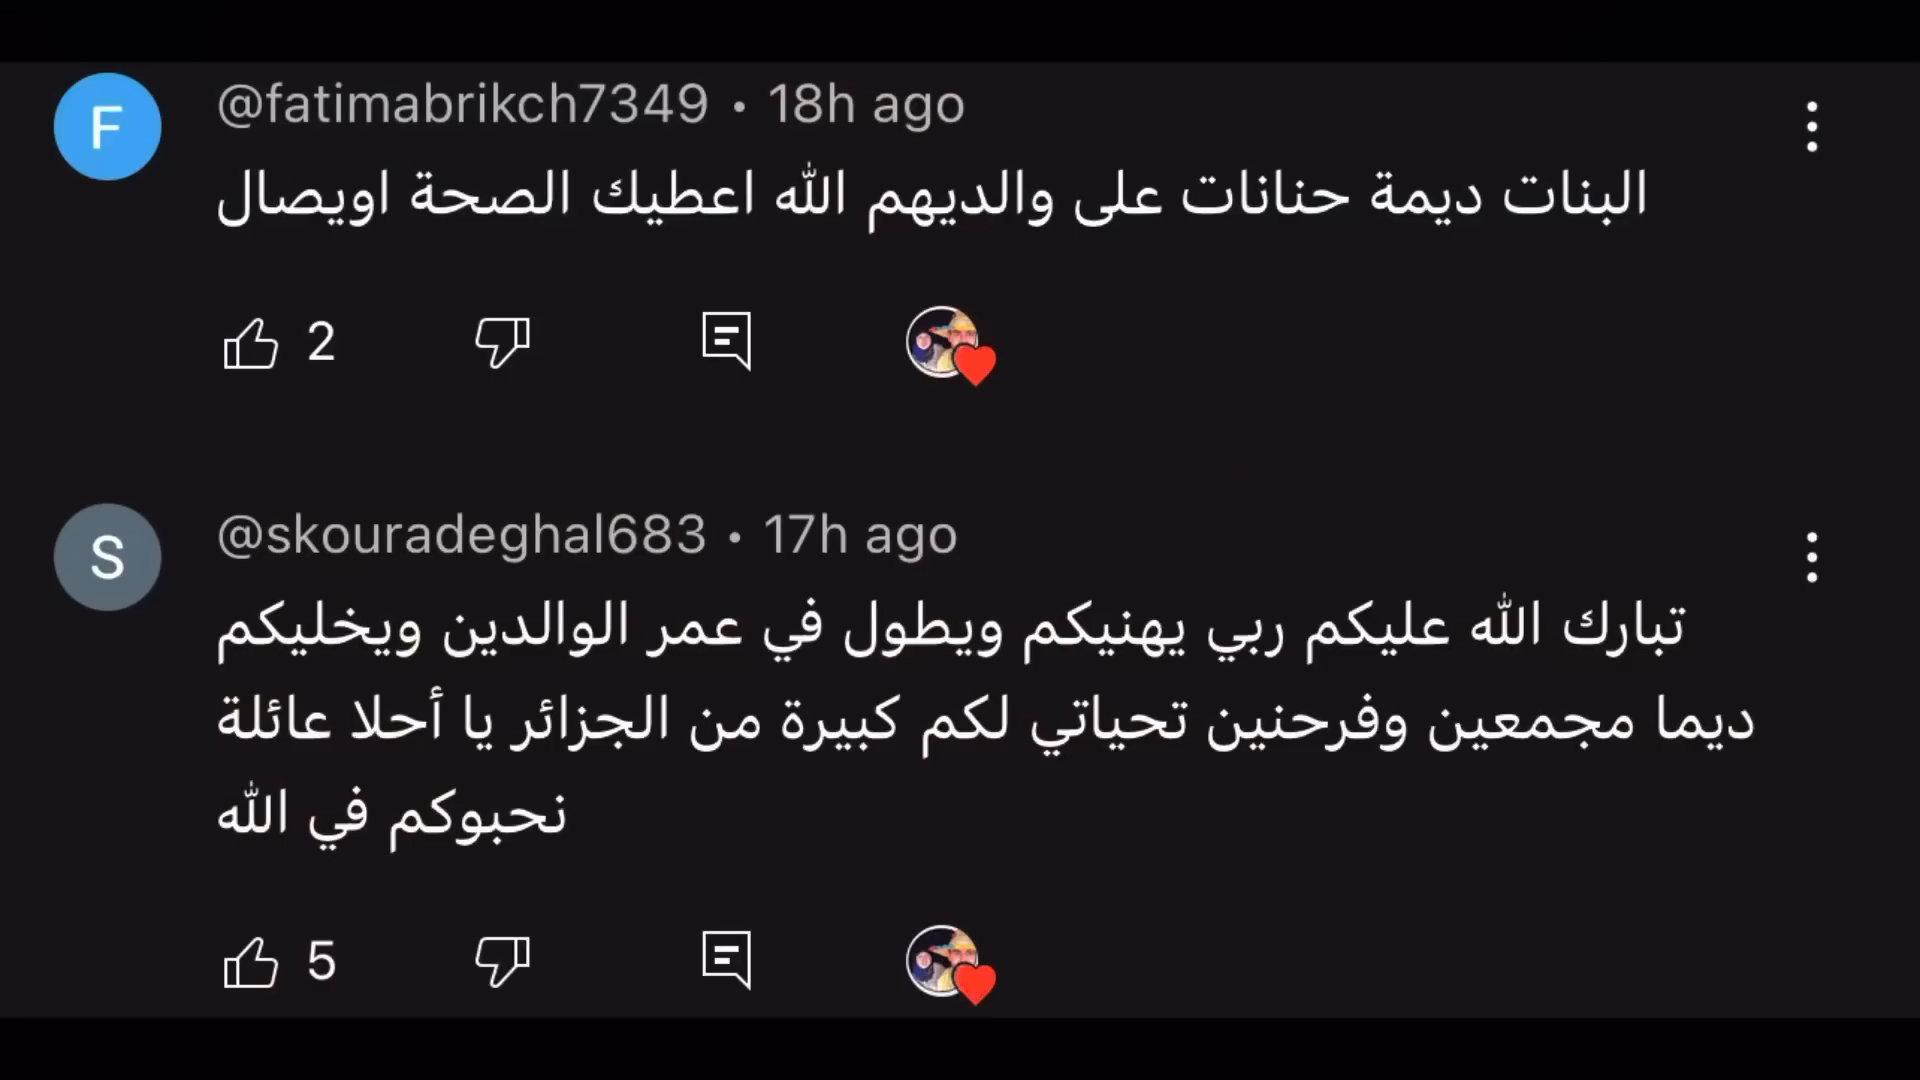 F
@fatimabrikch7349 • 18h ago
البنات ديمة حنانات على والديهم الله اعطيك الصحة اويصال
2
S
@skouradeghal683 • 17h ago
تبارك الله عليكم ربي يهنيكم ويطول في عمر الوالدين ويخليكم
ديما مجمعين وفرحنين تحياتي لكم كبيرة من الجزائر يا أحلا عائلة
نحبوكم في الله
5